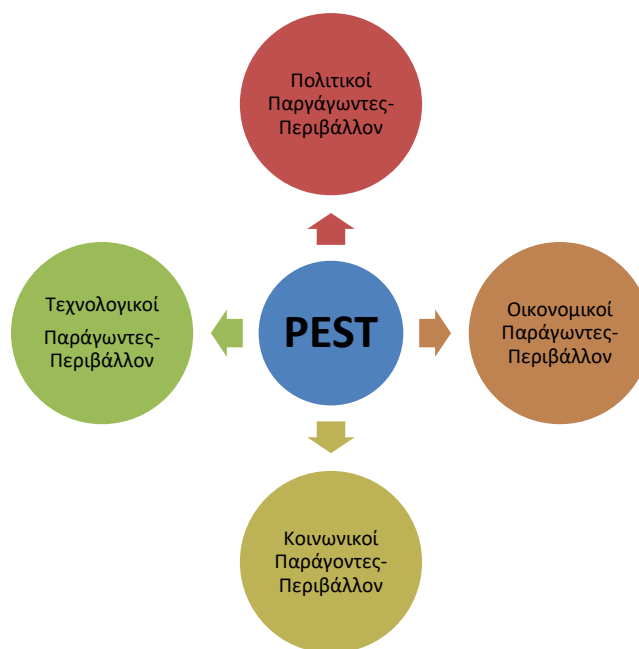 Πολιτικοί
Παργάγωντες-
Περιβάλλον
Τεχνολογικοί
Παράγωντες-
Περιβάλλον
PEST
Οικονομικοί
Παράγωντες-
Περιβάλλον
Κοινωνικοί
Παράγοντες-
Περιβάλλον